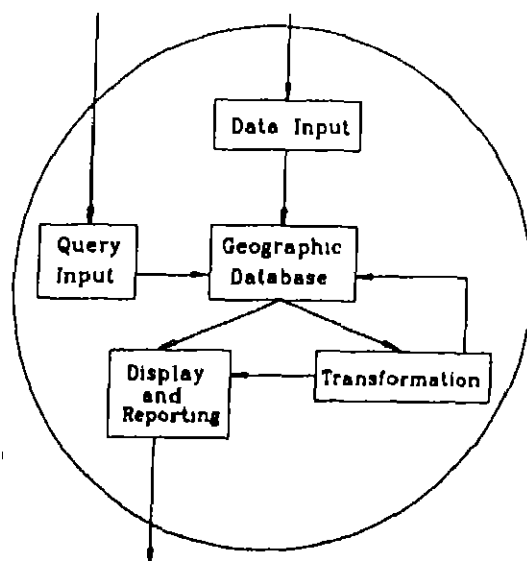 Data Input
Query
Input
Geographic
Database
Display
and
Reporting
Transformation